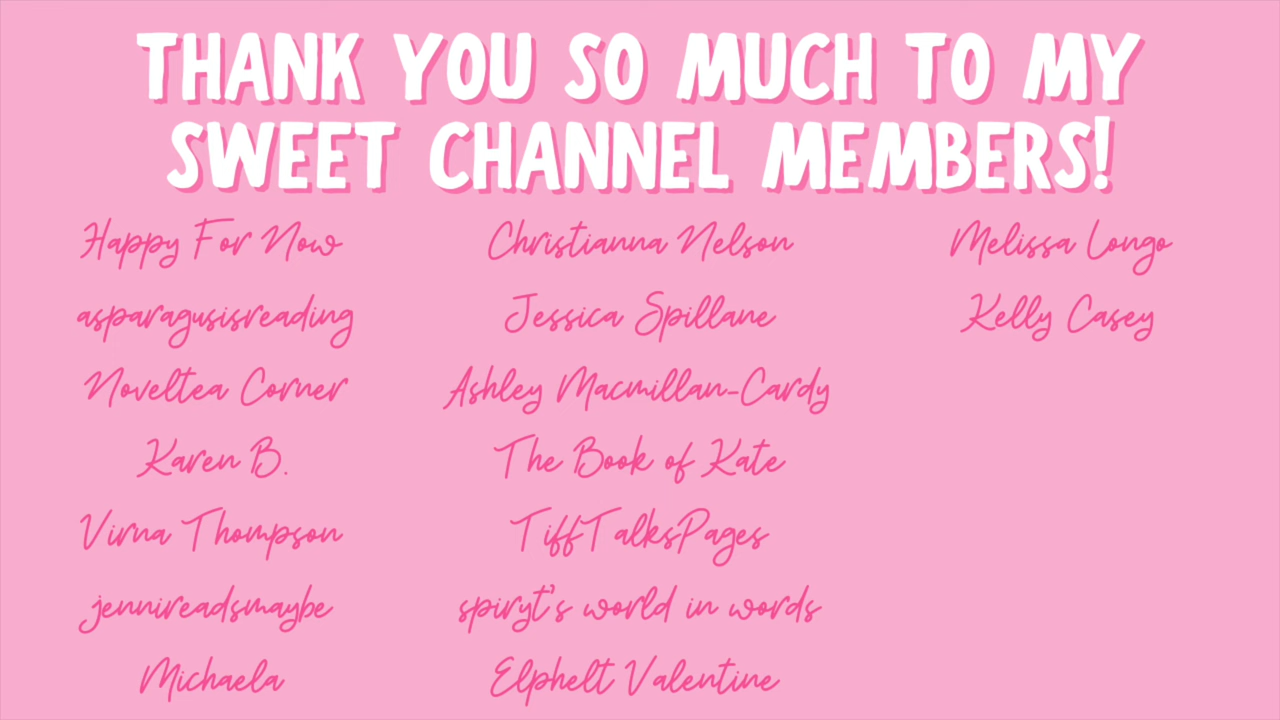 THANK YOU SO MUCH TO MY
SWEET CHANNEL MEMBERS!
Happy For Now
asparagusisreading
Noveltea Corner
Karen B.
Virna Thompson
jennireadsmaybe
Michaela
Christianna Nelson
Jessica Spillane
Ashley Macmillan-Cardy
The Book of Kate
TiffTalksPages
spiryt's world in words
Elphelt Valentine
Melissa Longo
Kelly Casey